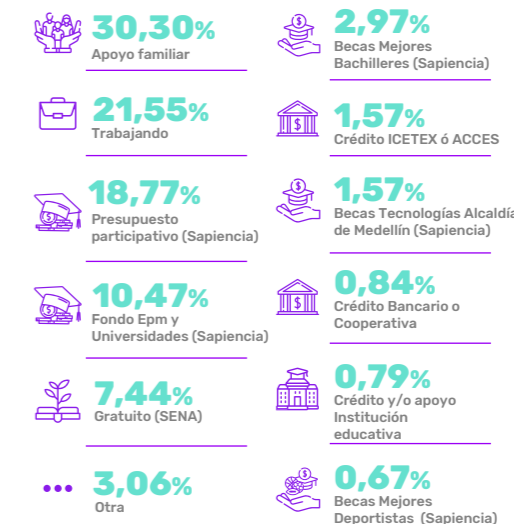 30,30%
Apoyo familiar
21,55%
Trabajando
18,77%
Presupuesto
participativo (Sapiencia)
10,47%
Fondo Epm y
Universidades (Sapiencia)
7,44%
Gratuito (SENA)
3,06%
Otra
2,97%
Becas Mejores
Bachilleres (Sapiencia)
1,57%
Crédito ICETEX ó ACCES
1,57%
Becas Tecnologías Alcaldía
de Medellín (Sapiencia)
0,84%
Crédito Bancario o
Cooperativa
0,79%
Crédito y/o apoyo
Institución
educativa
0,67%
Becas Mejores
Deportistas (Sapiencia)